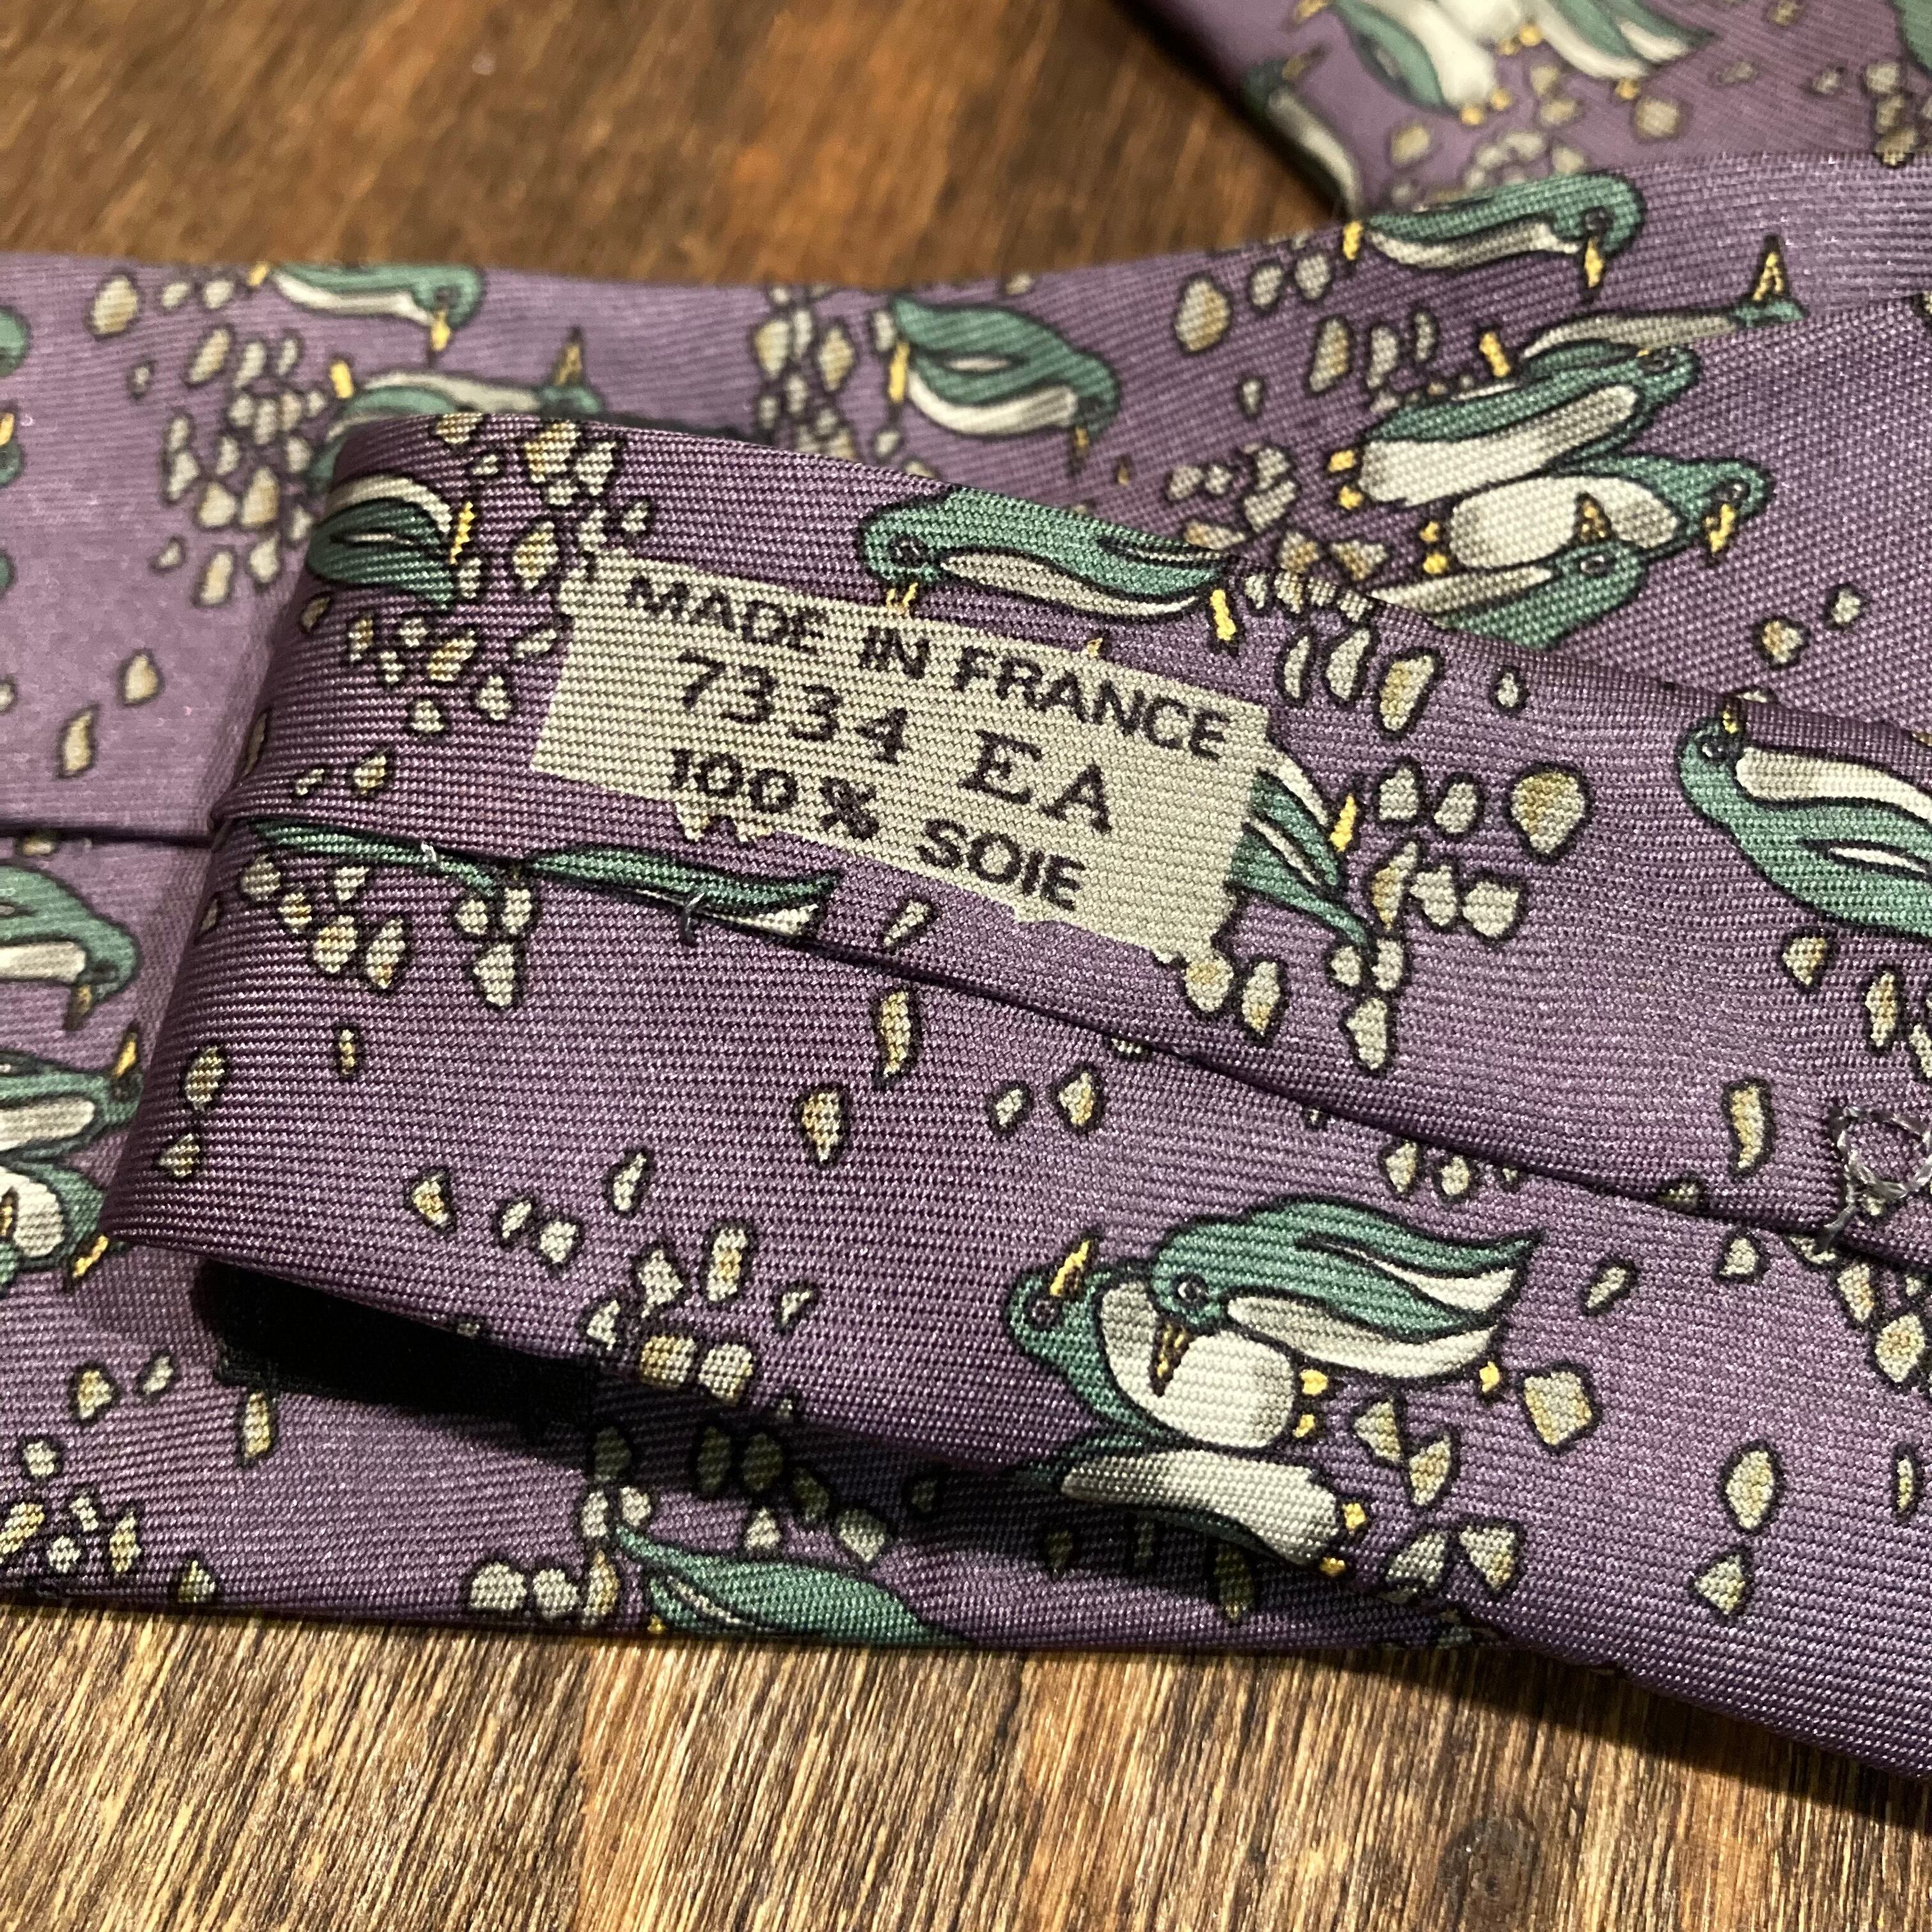 MADE IN FRANCE
7334 EA
100% SOIE